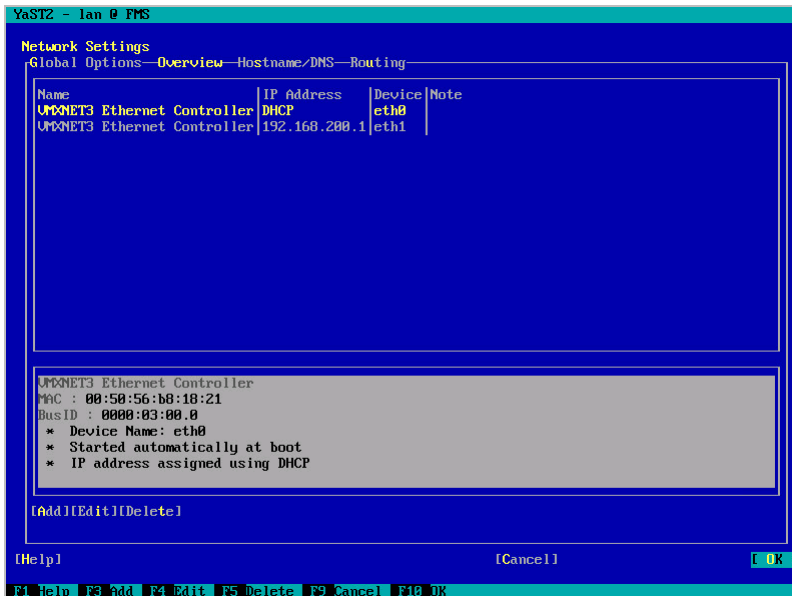 YaST2 - lan @ FMS
Network Settings
Global Options—Overview—Hostname/DNS—Routing
Name |IP Address |Device|Note
VMXNET3 Ethernet Controller|DHCP |eth0 |
VMXNET3 Ethernet Controller|192.168.200.1|eth1 |
VMXNET3 Ethernet Controller
MAC : 00:50:56:b8:18:21
BusID : 0000:03:00.0
* Device Name: eth0
* Started automatically at boot
* IP address assigned using DHCP
[Add][Edit][Delete]
[Help] [Cancel] [ OK
F1 Help F3 Add F4 Edit F5 Delete F9 Cancel F10 OK